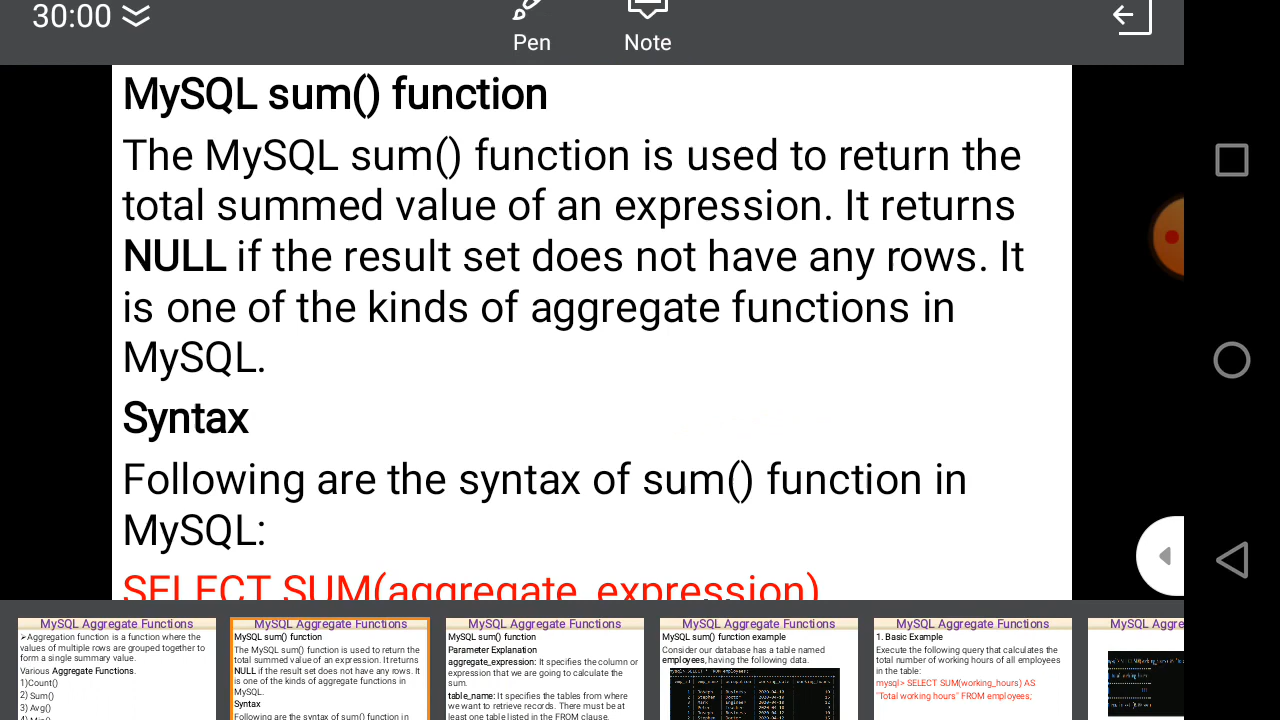 30:00
Pen
Note
MySQL sum() function
The MySQL sum() function is used to return the
total summed value of an expression. It returns
NULL if the result set does not have any rows. It
is one of the kinds of aggregate functions in
MySQL.
Syntax
Following are the syntax of sum() function in
MySQL:
SELECT SUM(aggregate_expression)
MySQL Aggregate Functions
➢Aggregation function is a function where the
values of multiple rows are grouped together to
form a single summary value.
Various Aggregate Functions.
1)Count()
2) Sum()
3) Avg()
4) Min()
MySQL Aggregate Functions
MySQL sum() function
The MySQL sum() function is used to return the
total summed value of an expression. It returns
NULL if the result set does not have any rows. It
is one of the kinds of aggregate functions in
MySQL.
Syntax
Following are the syntax of sum() function in
MySQL Aggregate Functions
MySQL sum() function
Parameter Explanation
aggregate_expression: It specifies the column or
expression that we are going to calculate the
sum.
table_name: It specifies the tables from where
we want to retrieve records. There must be at
least one table listed in the FROM clause.
MySQL Aggregate Functions
MySQL sum() function example
Consider our database has a table named
employees, having the following data.
MySQL Aggregate Functions
1. Basic Example
Execute the following query that calculates the
total number of working hours of all employees
in the table:
mysql> SELECT SUM(working_hours) AS
"Total working hours" FROM employees;
MySQL Aggre